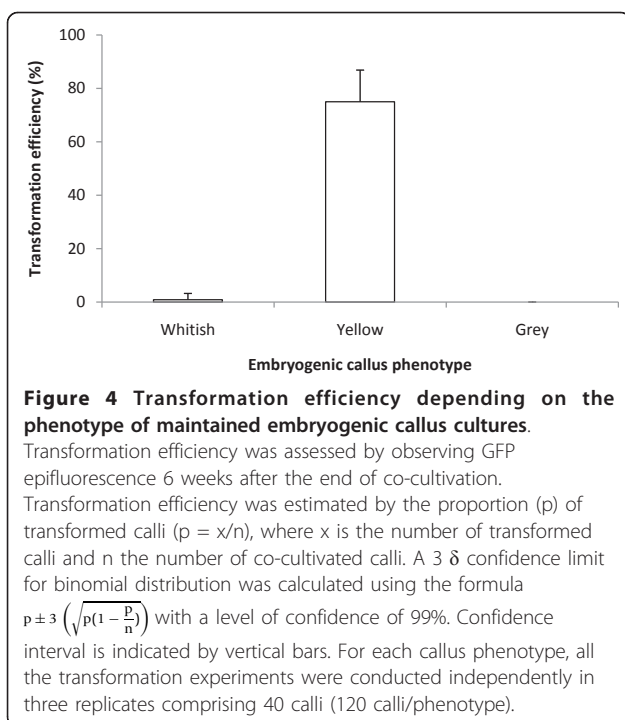 100
80
60
40
20
0
Transformation efficiency (%)
Whitish Yellow Grey
Embryogenic callus phenotype
Figure 4 Transformation efficiency depending on the
phenotype of maintained embryogenic callus cultures.
Transformation efficiency was assessed by observing GFP
epifluorescence 6 weeks after the end of co-cultivation.
Transformation efficiency was estimated by the proportion (p) of
transformed calli (p = x/n), where x is the number of transformed
calli and n the number of co-cultivated calli. A 3 δ confidence limit
for binomial distribution was calculated using the formula
p ± 3 (√p(1 − p/n)) with a level of confidence of 99%. Confidence
interval is indicated by vertical bars. For each callus phenotype, all
the transformation experiments were conducted independently in
three replicates comprising 40 calli (120 calli/phenotype).